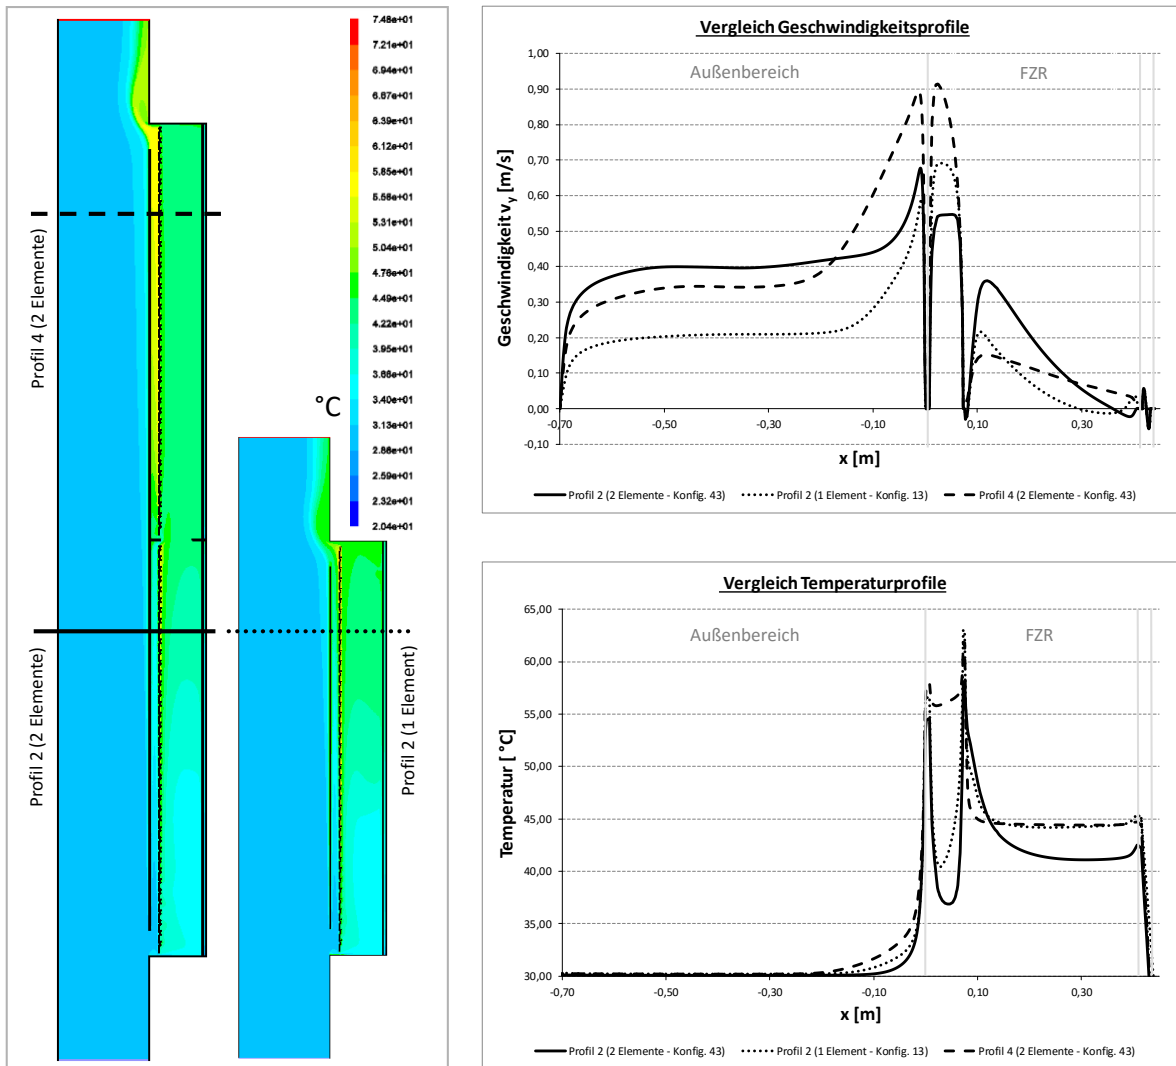 7.48e+01
7.21e+01
6.94e+01
6.67e+01
6.39e+01
6.12e+01
5.85e+01
5.58e+01
5.31e+01
5.04e+01
4.76e+01
4.49e+01
4.22e+01
3.95e+01
3.68e+01
3.40e+01
3.13e+01
2.86e+01
2.59e+01
2.32e+01
2.04e+01
°C
Profil 4 (2 Elemente)
Profil 2 (2 Elemente)
Profil 2 (1 Element)
Vergleich Geschwindigkeitsprofile
Außenbereich
FZR
Geschwindigkeit vy [m/s]
1,00
0,90
0,80
0,70
0,60
0,50
0,40
0,30
0,20
0,10
0,00
-0,10
-0,70
-0,50
-0,30
-0,10
0,10
0,30
x [m]
Profil 2 (2 Elemente - Konfig. 43)
Profil 2 (1 Element - Konfig. 13)
Profil 4 (2 Elemente - Konfig. 43)
Vergleich Temperaturprofile
Außenbereich
FZR
Temperatur [ °C]
65,00
60,00
55,00
50,00
45,00
40,00
35,00
30,00
-0,70
-0,50
-0,30
-0,10
0,10
0,30
x [m]
Profil 2 (2 Elemente - Konfig. 43)
Profil 2 (1 Element - Konfig. 13)
Profil 4 (2 Elemente - Konfig. 43)